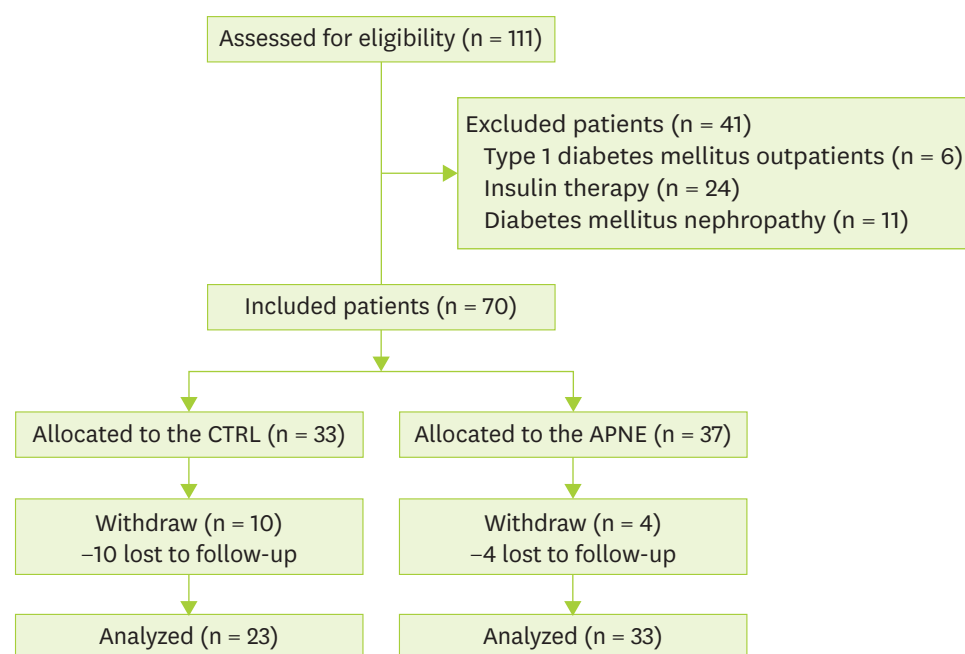 Assessed for eligibility (n = 111)
Excluded patients (n = 41)
Type 1 diabetes mellitus outpatients (n = 6)
Insulin therapy (n = 24)
Diabetes mellitus nephropathy (n = 11)
Included patients (n = 70)
Allocated to the CTRL (n = 33)
Allocated to the APNE (n = 37)
Withdraw (n = 10)
–10 lost to follow-up
Withdraw (n = 4)
–4 lost to follow-up
Analyzed (n = 23)
Analyzed (n = 33)